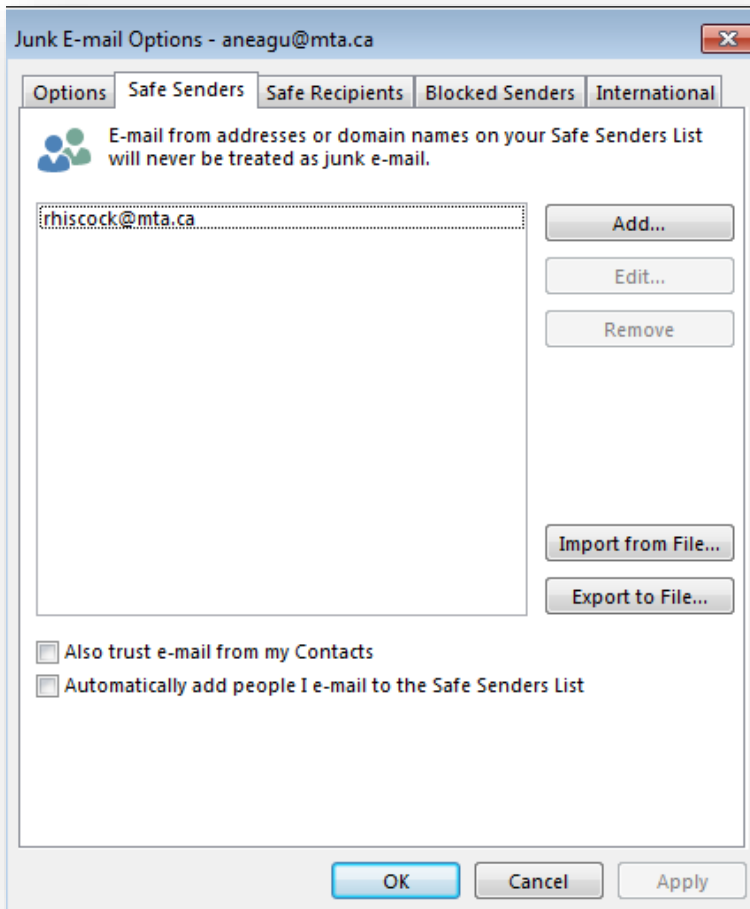 Junk E-mail Options - aneagu@mta.ca
Options
Safe Senders
Safe Recipients
Blocked Senders
International
E-mail from addresses or domain names on your Safe Senders List
will never be treated as junk e-mail.
rhiscock@mta.ca
Add...
Edit...
Remove
Import from File...
Export to File...
Also trust e-mail from my Contacts
Automatically add people I e-mail to the Safe Senders List
OK
Cancel
Apply